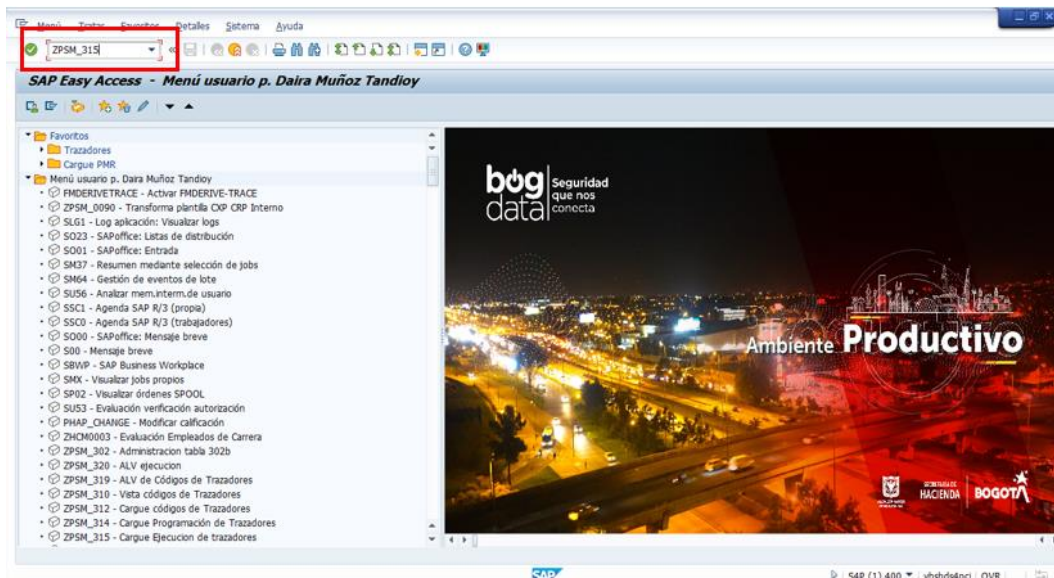 Menú Tratar Favoritos Detalles Sistema Ayuda
ZPSM_315
SAP Easy Access - Menú usuario p. Daira Muñoz Tandioy
Favoritos
Trazadores
Cargue PMR
Menú usuario p. Daira Muñoz Tandioy
FMDERIVETRACE - Activar FMDERIVE-TRACE
ZPSM_0090 - Transforma plantilla CXP CRP Interno
SLG1 - Log aplicación: Visualizar logs
SO23 - SAPoffice: Listas de distribución
SO01 - SAPoffice: Entrada
SM37 - Resumen mediante selección de jobs
SM64 - Gestión de eventos de lote
SU56 - Analizar mem.interm.de usuario
SSC1 - Agenda SAP R/3 (propia)
SSC0 - Agenda SAP R/3 (trabajadores)
SO00 - SAPoffice: Mensaje breve
S00 - Mensaje breve
SBWP - SAP Business Workplace
SMX - Visualizar jobs propios
SP02 - Visualizar órdenes SPOOL
SU53 - Evaluación verificación autorización
PHAP_CHANGE - Modificar calificación
ZHCM0003 - Evaluación Empleados de Carrera
ZPSM_302 - Administracion tabla 302b
ZPSM_320 - ALV ejecucion
ZPSM_319 - ALV de Códigos de Trazadores
ZPSM_310 - Vista códigos de Trazadores
ZPSM_312 - Cargue códigos de Trazadores
ZPSM_314 - Cargue Programación de Trazadores
ZPSM_315 - Cargue Ejecucion de trazadores
bog
data
Seguridad
que nos
conecta
Ambiente Productivo
SECRETARÍA DE
HACIENDA
BOGOTÁ
SAP
S4P (1) 400
vhshds4pci
OVR